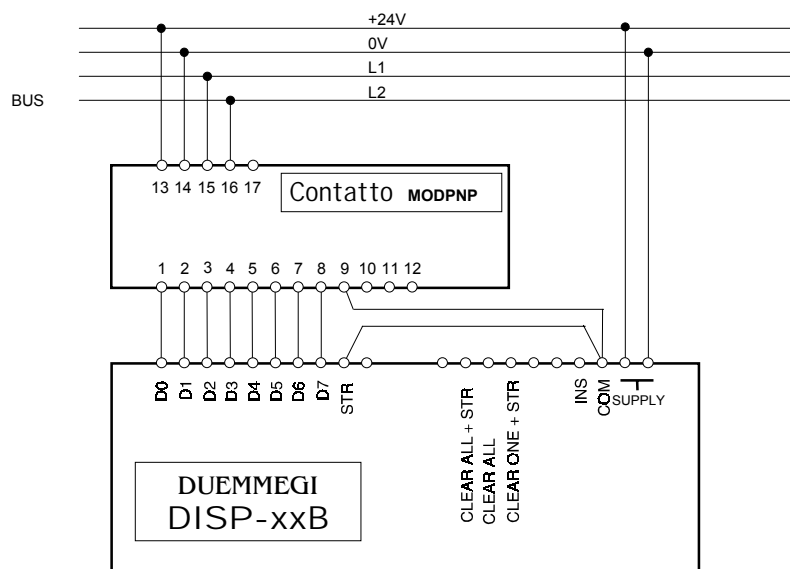 +24V
0V
L1
BUS L2
13 14 15 16 17
Contatto MODPNP
1 2 3 4 5 6 7 8 9 10 11 12
D0 D1 D2 D3 D4 D5 D6 D7 STR CLEAR ALL + STR CLEAR ALL CLEAR ONE + STR INS COM SUPPLY
DUEMMEGI
DISP-xxB